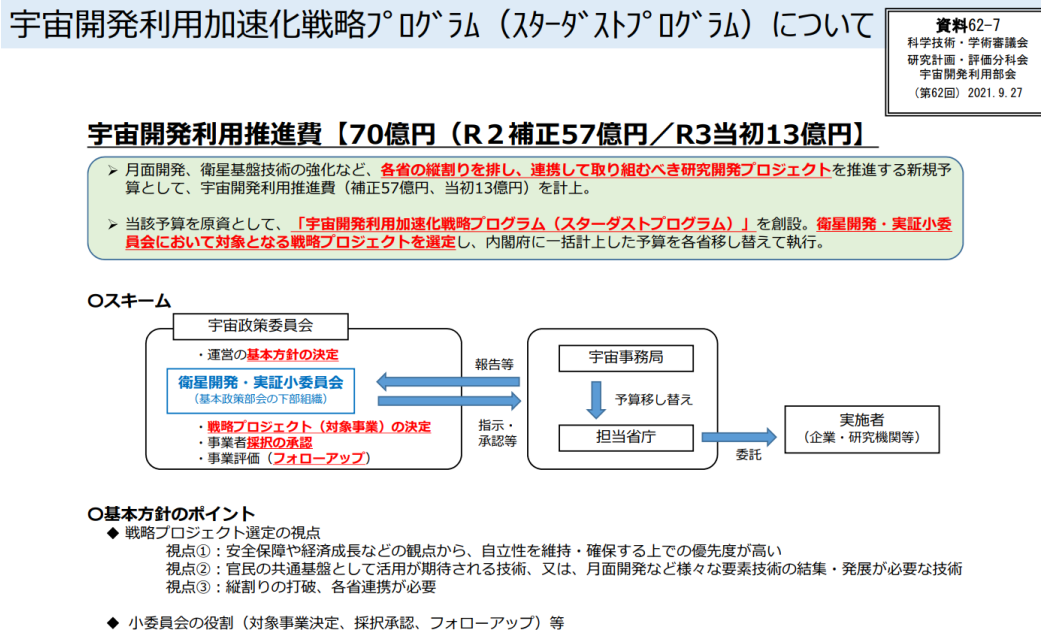 宇宙開発利用加速化戦略ﾌﾟﾛｸﾞﾗﾑ（ｽﾀｰﾀﾞｽﾄﾌﾟﾛｸﾞﾗﾑ）について
資料62-7
科学技術・学術審議会
研究計画・評価分科会
宇宙開発利用部会
（第62回）2021.9.27
宇宙開発利用推進費【70億円（R２補正57億円／R3当初13億円】
➢ 月面開発、衛星基盤技術の強化など、各省の縦割りを排し、連携して取り組むべき研究開発プロジェクトを推進する新規予
算として、宇宙開発利用推進費（補正57億円、当初13億円）を計上。
➢ 当該予算を原資として、「宇宙開発利用加速化戦略プログラム（スターダストプログラム）」を創設。衛星開発・実証小委
員会において対象となる戦略プロジェクトを選定し、内閣府に一括計上した予算を各省移し替えて執行。
〇スキーム
宇宙政策委員会
・運営の基本方針の決定
衛星開発・実証小委員会
（基本政策部会の下部組織）
・戦略プロジェクト（対象事業）の決定
・事業者採択の承認
・事業評価（フォローアップ）
報告等
指示・
承認等
宇宙事務局
予算移し替え
担当省庁
委託
実施者
（企業・研究機関等）
〇基本方針のポイント
◆ 戦略プロジェクト選定の視点
視点①：安全保障や経済成長などの観点から、自立性を維持・確保する上での優先度が高い
視点②：官民の共通基盤として活用が期待される技術、又は、月面開発など様々な要素技術の結集・発展が必要な技術
視点③：縦割りの打破、各省連携が必要
◆ 小委員会の役割（対象事業決定、採択承認、フォローアップ）等